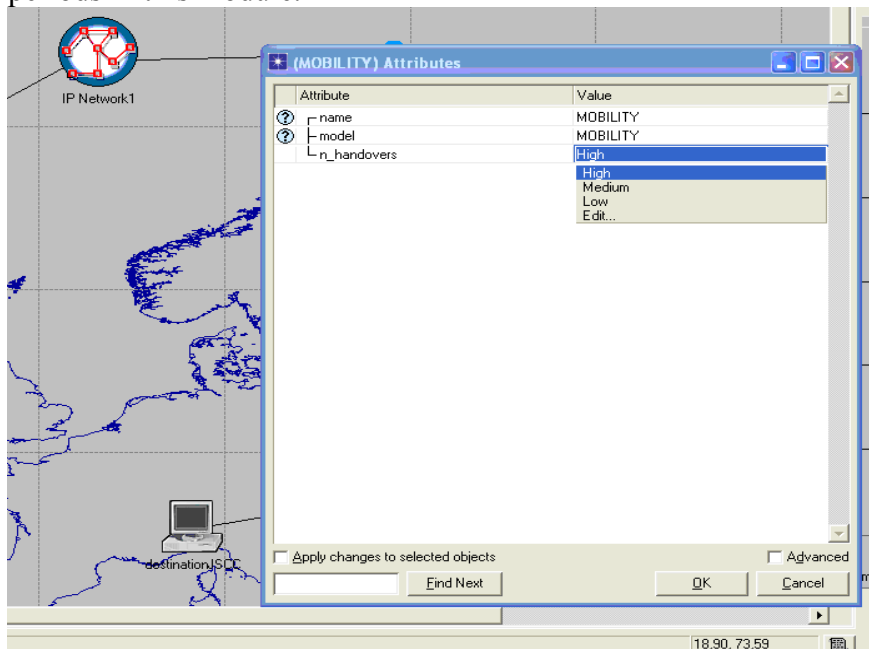 (MOBILITY) Attributes
IP Network1
Attribute Value
name MOBILITY
model MOBILITY
n_handovers High
High
Medium
Low
Edit...
Apply changes to selected objects
Advanced
Find Next
OK
Cancel
18.90, 73.59